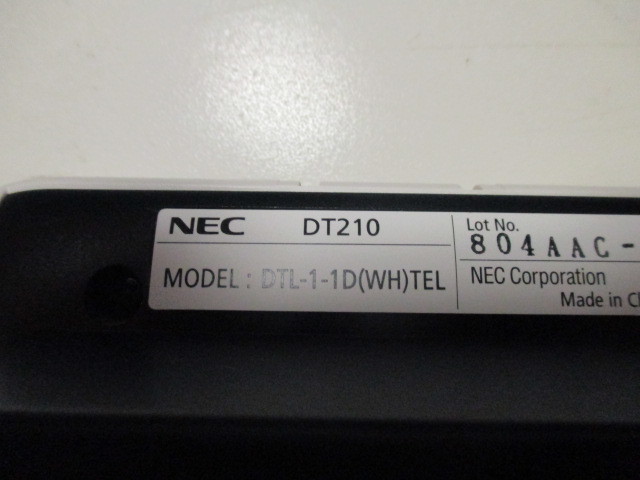 NEC DT210
MODEL : DTL-1-1D(WH)TEL
Lot No.
804AAC-
NEC Corporation
Made in